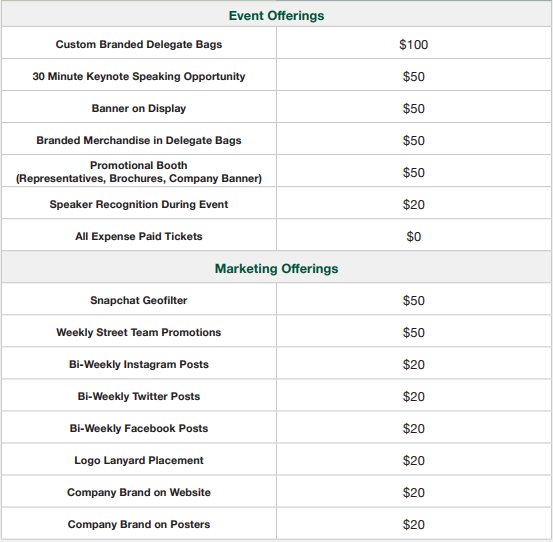 Event Offerings
Custom Branded Delegate Bags $100
30 Minute Keynote Speaking Opportunity $50
Banner on Display $50
Branded Merchandise in Delegate Bags $50
Promotional Booth
(Representatives, Brochures, Company Banner) $50
Speaker Recognition During Event $20
All Expense Paid Tickets $0
Marketing Offerings
Snapchat Geofilter $50
Weekly Street Team Promotions $50
Bi-Weekly Instagram Posts $20
Bi-Weekly Twitter Posts $20
Bi-Weekly Facebook Posts $20
Logo Lanyard Placement $20
Company Brand on Website $20
Company Brand on Posters $20